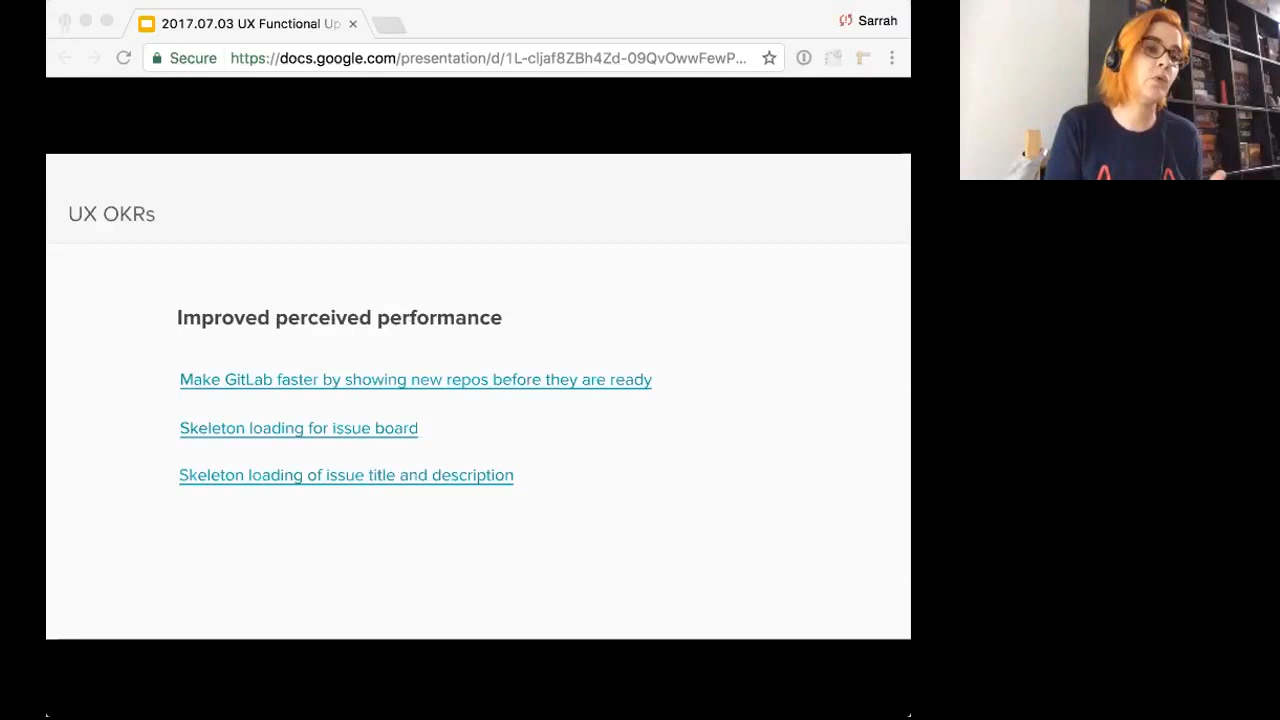 2017.07.03 UX Functional Up
Sarrah
Secure
https://docs.google.com/presentation/d/1L-cljaf8ZBh4Zd-09QvOwwFewP...
UX OKRs
Improved perceived performance
Make GitLab faster by showing new repos before they are ready
Skeleton loading for issue board
Skeleton loading of issue title and description